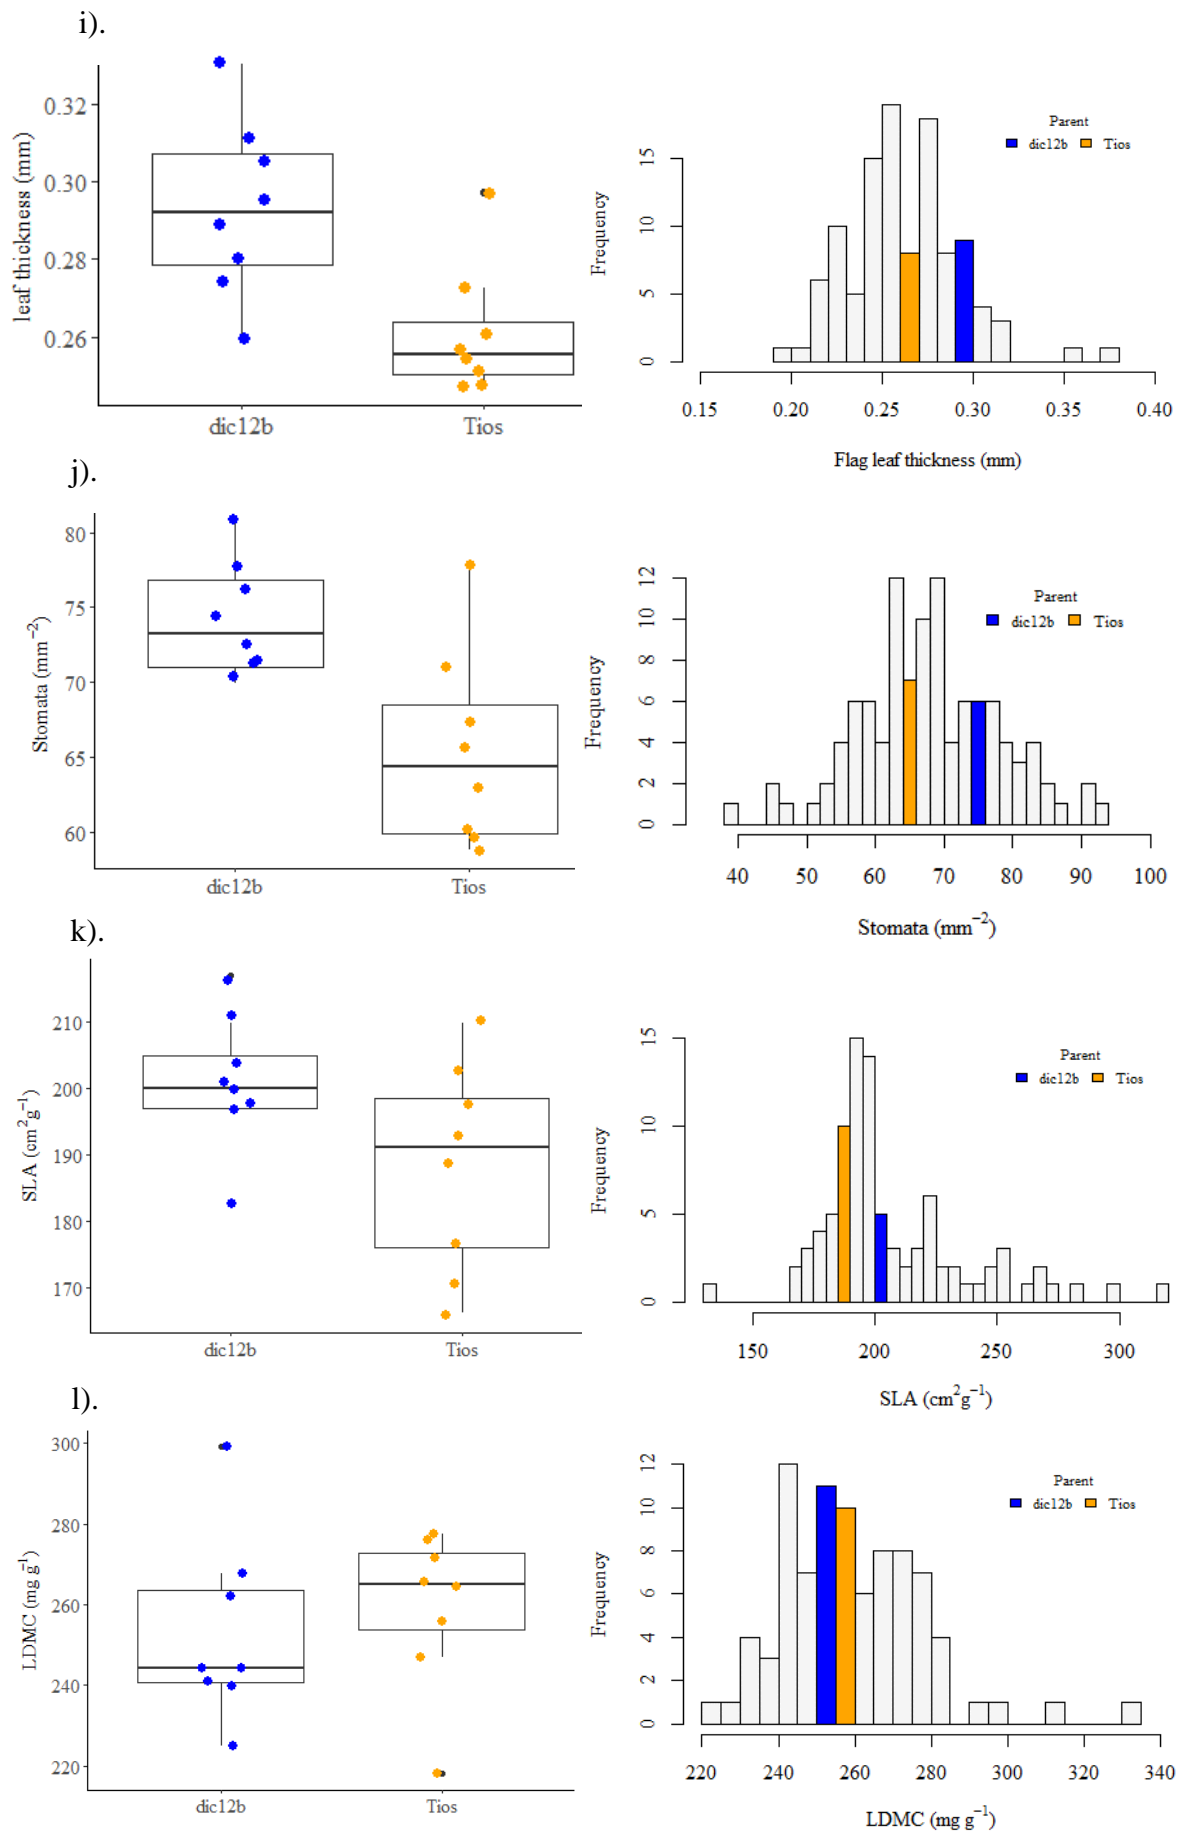 i).
leaf thickness (mm)
0.32
0.30
0.28
0.26
dic12b Tios
Frequency
15
10
5
0
Parent
dic12b Tios
0.15 0.20 0.25 0.30 0.35 0.40
Flag leaf thickness (mm)
j).
Stomata (mm⁻²)
80
75
70
65
60
dic12b Tios
Frequency
12
10
8
6
4
2
0
Parent
dic12b Tios
40 50 60 70 80 90 100
Stomata (mm⁻²)
k).
SLA (cm²g⁻¹)
210
200
190
180
170
dic12b Tios
Frequency
15
10
5
0
Parent
dic12b Tios
150 200 250 300
SLA (cm²g⁻¹)
l).
LDMC (mg g⁻¹)
300
280
260
240
220
dic12b Tios
Frequency
12
10
8
6
4
2
0
Parent
dic12b Tios
220 240 260 280 300 320 340
LDMC (mg g⁻¹)